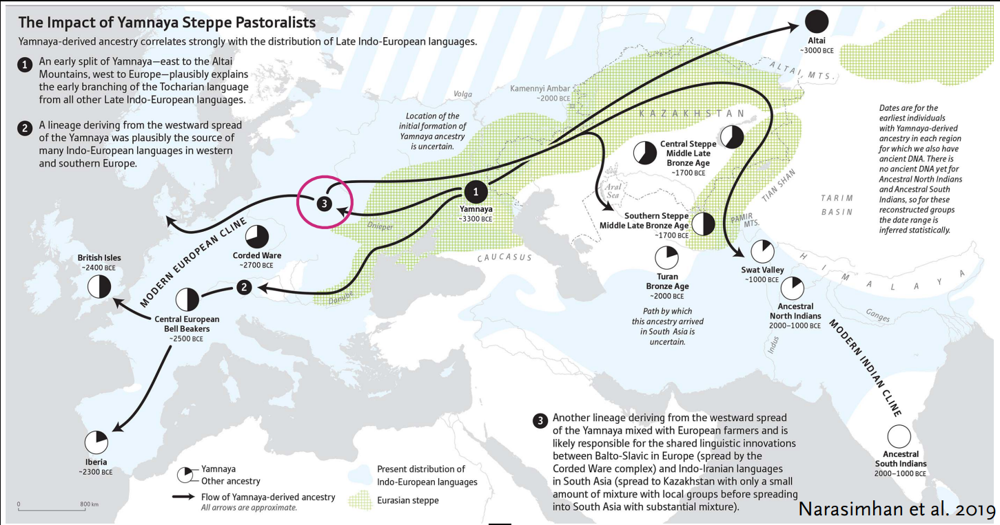 The Impact of Yamnaya Steppe Pastoralists
Yamnaya-derived ancestry correlates strongly with the distribution of Late Indo-European languages.
1
An early split of Yamnaya—east to the Altai
Mountains, west to Europe—plausibly explains
the early branching of the Tocharian language
from all other Late Indo-European languages.
2
A lineage deriving from the westward spread
of the Yamnaya was plausibly the source of
many Indo-European languages in western
and southern Europe.
Altai
~3000 BCE
ALTAI MTS.
Volga
Kamennyi Ambar
~2000 BCE
Location of the
initial formation of
Yamnaya ancestry
is uncertain.
KAZAKHSTAN
Dates are for the
earliest individuals
with Yamnaya-derived
ancestry in each region
for which we also have
ancient DNA. There is
no ancient DNA yet for
Ancestral North Indians
and Ancestral South
Indians, so for these
reconstructed groups
the date range is
inferred statistically.
Central Steppe
Middle Late
Bronze Age
~1700 BCE
3
1
Yamnaya
~3300 BCE
Aral
Sea
TIAN SHAN
TARIM
BASIN
Southern Steppe
Middle Late Bronze Age
~1700 BCE
PAMIR
MTS.
Dnieper
MODERN EUROPEAN CLINE
Corded Ware
~2700 BCE
CAUCASUS
British Isles
~2400 BCE
2
Danube
Central European
Bell Beakers
~2500 BCE
Turan
Bronze Age
~2000 BCE
Path by which
this ancestry arrived
in South Asia is
uncertain.
Swat Valley
~1000 BCE
HIMALAYA
Ancestral
North Indians
2000–1000 BCE
Ganges
Indus
MODERN INDIAN CLINE
Iberia
~2300 BCE
Yamnaya
Other ancestry
Flow of Yamnaya-derived ancestry
All arrows are approximate.
Present distribution of
Indo-European languages
Eurasian steppe
0 800 km
3
Another lineage deriving from the westward spread
of the Yamnaya mixed with European farmers and is
likely responsible for the shared linguistic innovations
between Balto-Slavic in Europe (spread by the
Corded Ware complex) and Indo-Iranian languages
in South Asia (spread to Kazakhstan with only a small
amount of mixture with local groups before spreading
into South Asia with substantial mixture).
Ancestral
South Indians
2000–1000 BCE
Narasimhan et al. 2019